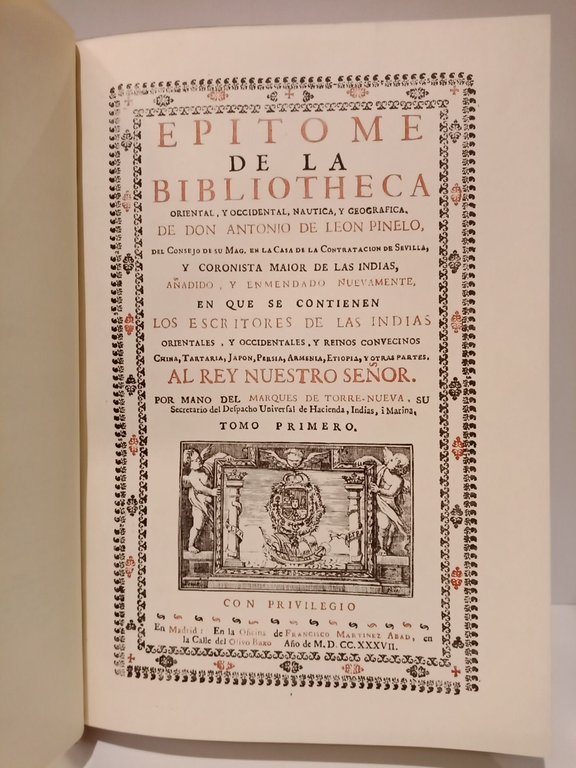 EPITOME
DE LA
BIBLIOTHECA
ORIENTAL, Y OCCIDENTAL, NAUTICA, Y GEOGRAFICA,
DE DON ANTONIO DE LEON PINELO,
DEL CONSEJO DE SU MAG. EN LA CASA DE LA CONTRATACION DE SEVILLA,
Y CORONISTA MAIOR DE LAS INDIAS,
AÑADIDO, Y ENMENDADO NUEVAMENTE,
EN QUE SE CONTIENEN
LOS ESCRITORES DE LAS INDIAS
ORIENTALES, Y OCCIDENTALES, Y REINOS CONVECINOS
CHINA, TARTARIA, JAPON, PERSIA, ARMENIA, ETIOPIA, Y OTRAS PARTES.
AL REY NUESTRO SEÑOR.
POR MANO DEL MARQUES DE TORRE-NUEVA, SU
Secretario del Despacho Universal de Hacienda, Indias, i Marina,
TOMO PRIMERO.
CON PRIVILEGIO
En Madrid: En la Oficina de FRANCISCO MARTINEZ ABAD, en
la Calle del Olivo Baxo Año de M.D.CC.XXXVII.